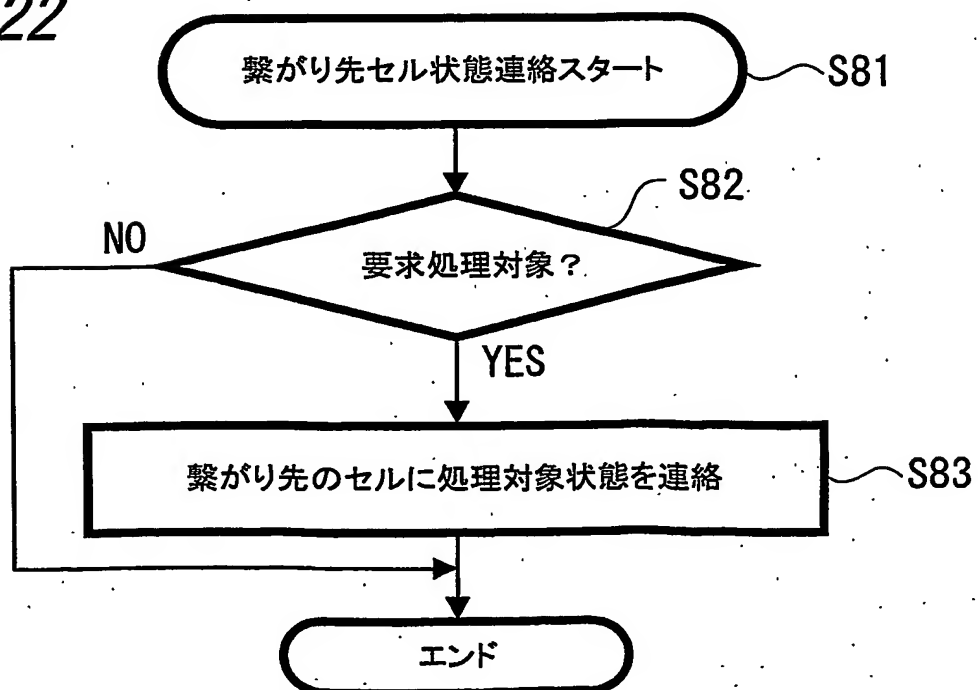 22
繋がり先セル状態連絡スタート
S81
S82
NO
要求処理対象?
YES
繋がり先のセルに処理対象状態を連絡
S83
エンド